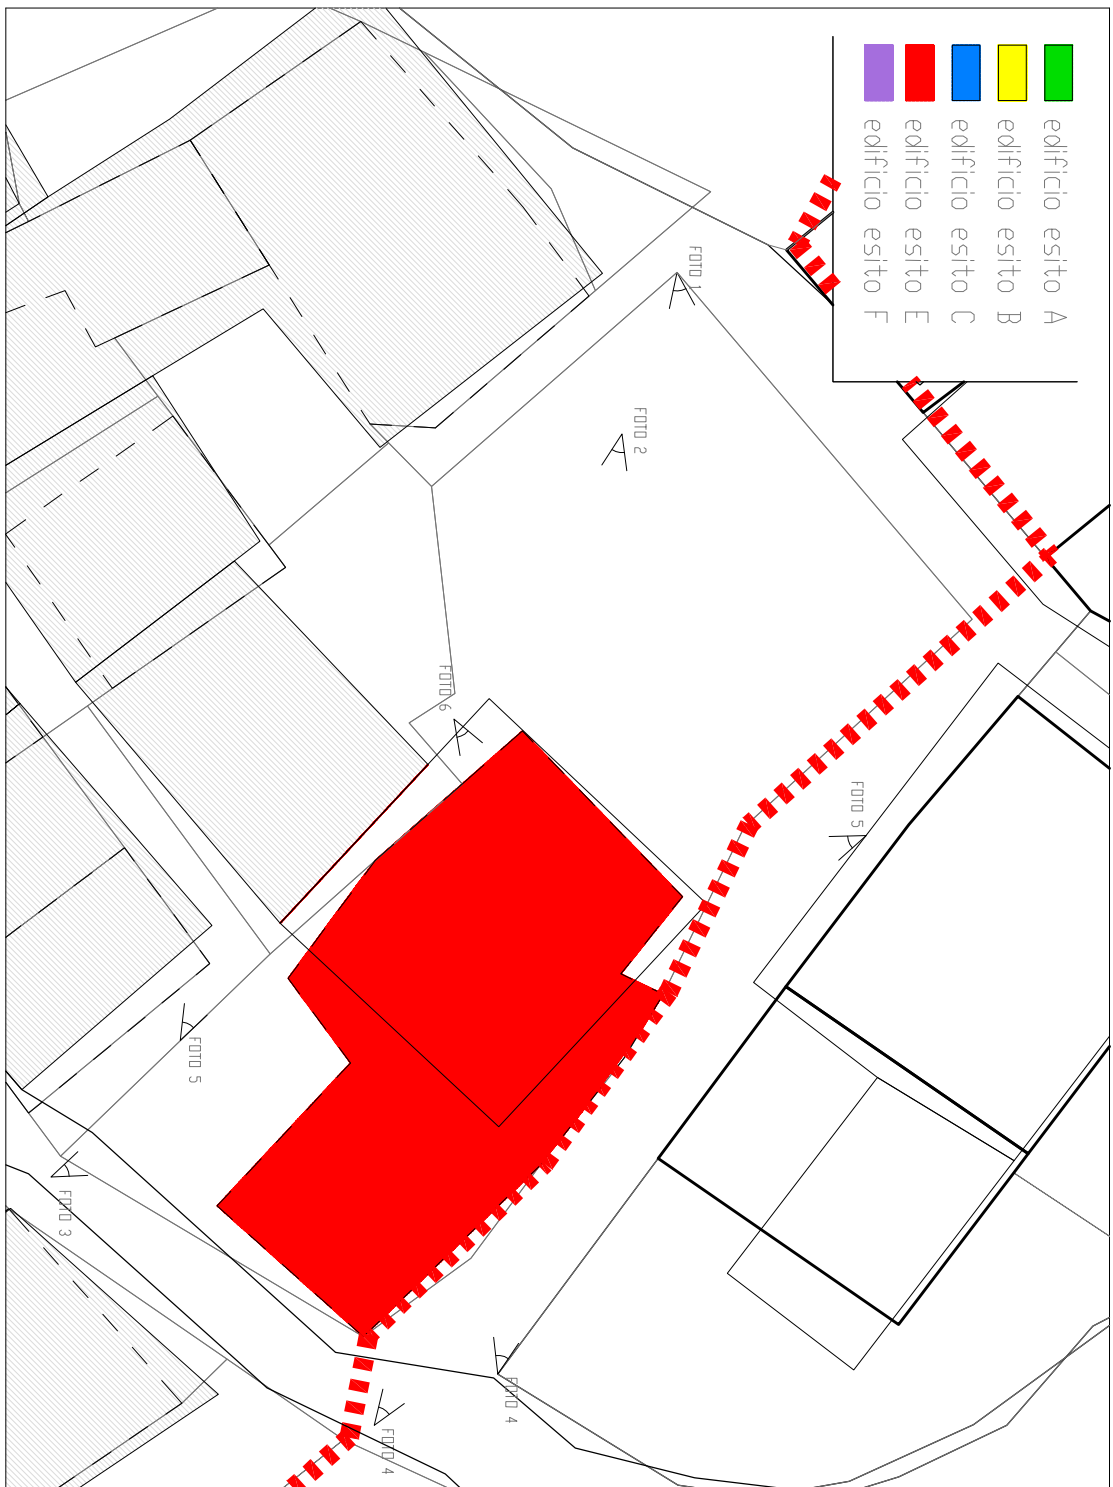 edificio esito A
edificio esito B
edificio esito C
edificio esito E
edificio esito F
FOTO 1
FOTO 2
FOTO 6
FOTO 5
FOTO 5
FOTO 3
FOTO 4
FOTO 4